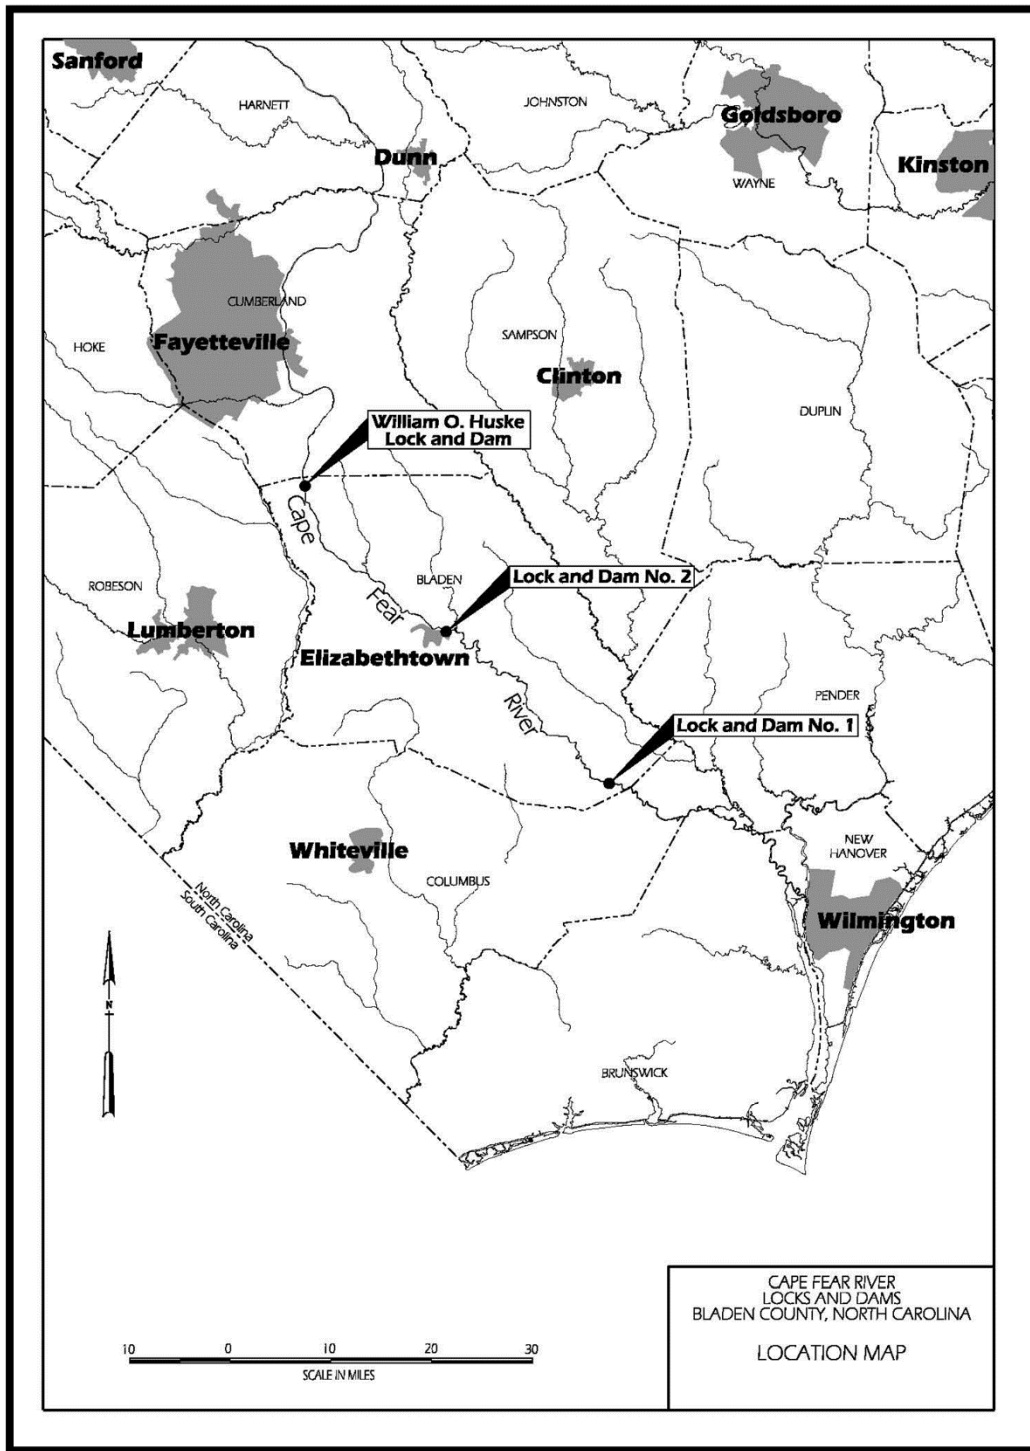 Sanford
HARNETT
JOHNSTON
Goldsboro
Dunn
Kinston
WAYNE
CUMBERLAND
Fayetteville
HOKE
SAMPSON
Clinton
DUPLIN
William O. Huske
Lock and Dam
Cape
Fear
River
ROBESON
BLADEN
Lock and Dam No. 2
Lumberton
Elizabethtown
PENDER
Lock and Dam No. 1
Whiteville
NEW
HANOVER
COLUMBUS
Wilmington
North Carolina
South Carolina
N
BRUNSWICK
10 0 10 20 30
SCALE IN MILES
CAPE FEAR RIVER
LOCKS AND DAMS
BLADEN COUNTY, NORTH CAROLINA
LOCATION MAP